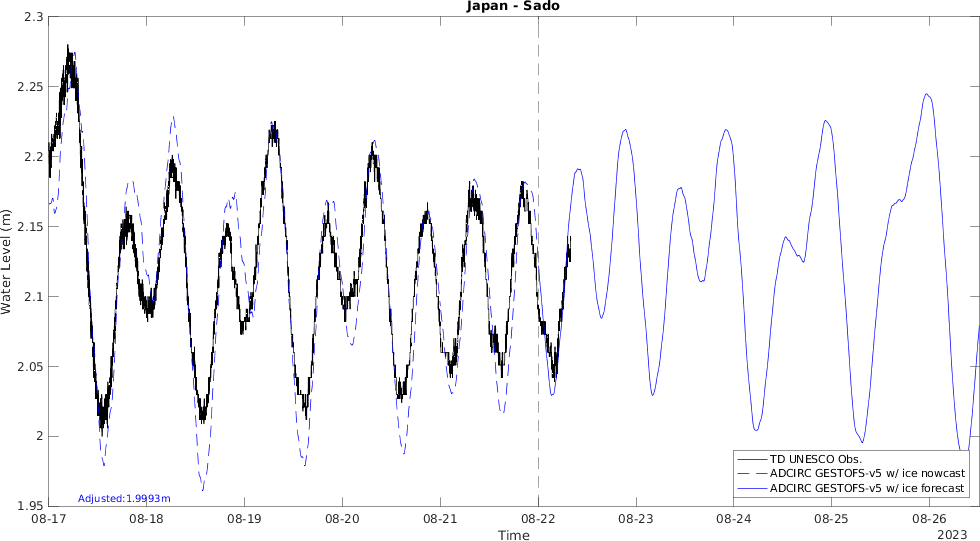 Japan - Sado
2.3
2.25
2.2
2.15
2.1
2.05
2
1.95
Water Level (m)
Adjusted:1.9993m
TD UNESCO Obs.
ADCIRC GESTOFS-v5 w/ ice nowcast
ADCIRC GESTOFS-v5 w/ ice forecast
08-17 08-18 08-19 08-20 08-21 08-22 08-23 08-24 08-25 08-26
Time
2023